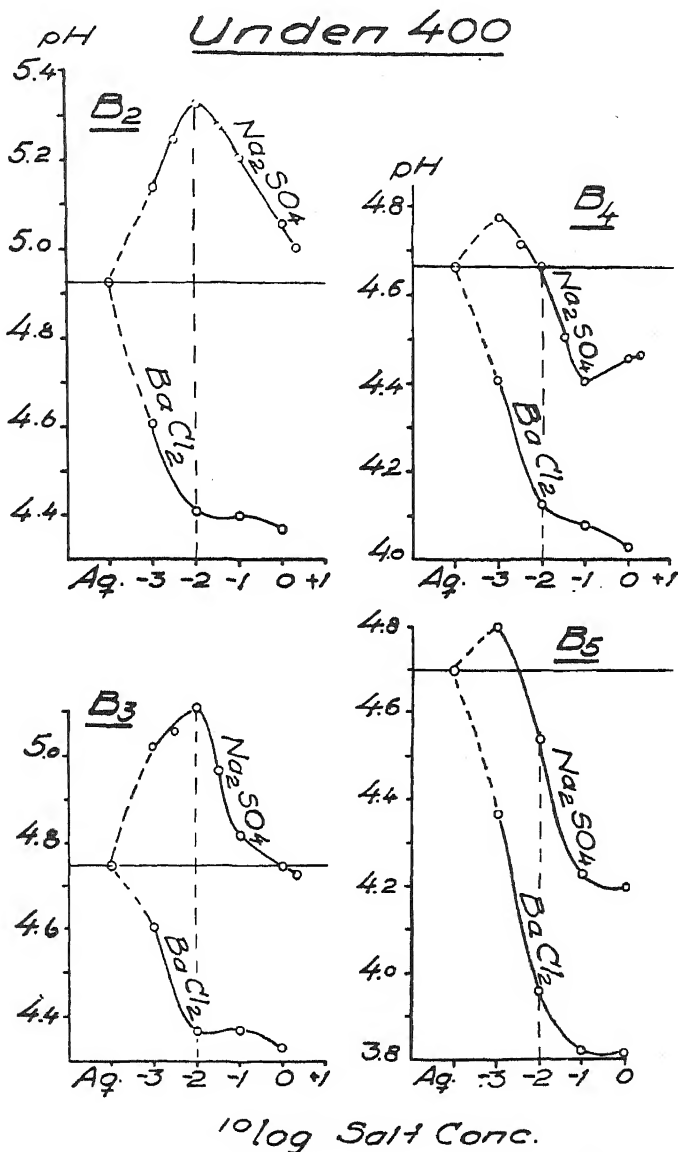 Unden 400
pH
5.4
5.2
5.0
4.8
4.6
4.4
B2
Na2SO4
BaCl2
Aq. -3 -2 -1 0 +1
pH
4.8
4.6
4.4
4.2
4.0
B4
Na2SO4
BaCl2
Aq. -3 -2 -1 0 +1
5.0
4.8
4.6
4.4
B3
Na2SO4
BaCl2
Aq. -3 -2 -1 0 +1
4.8
4.6
4.4
4.2
4.0
3.8
B5
Na2SO4
BaCl2
Aq. -3 -2 -1 0
10log Salt Conc.